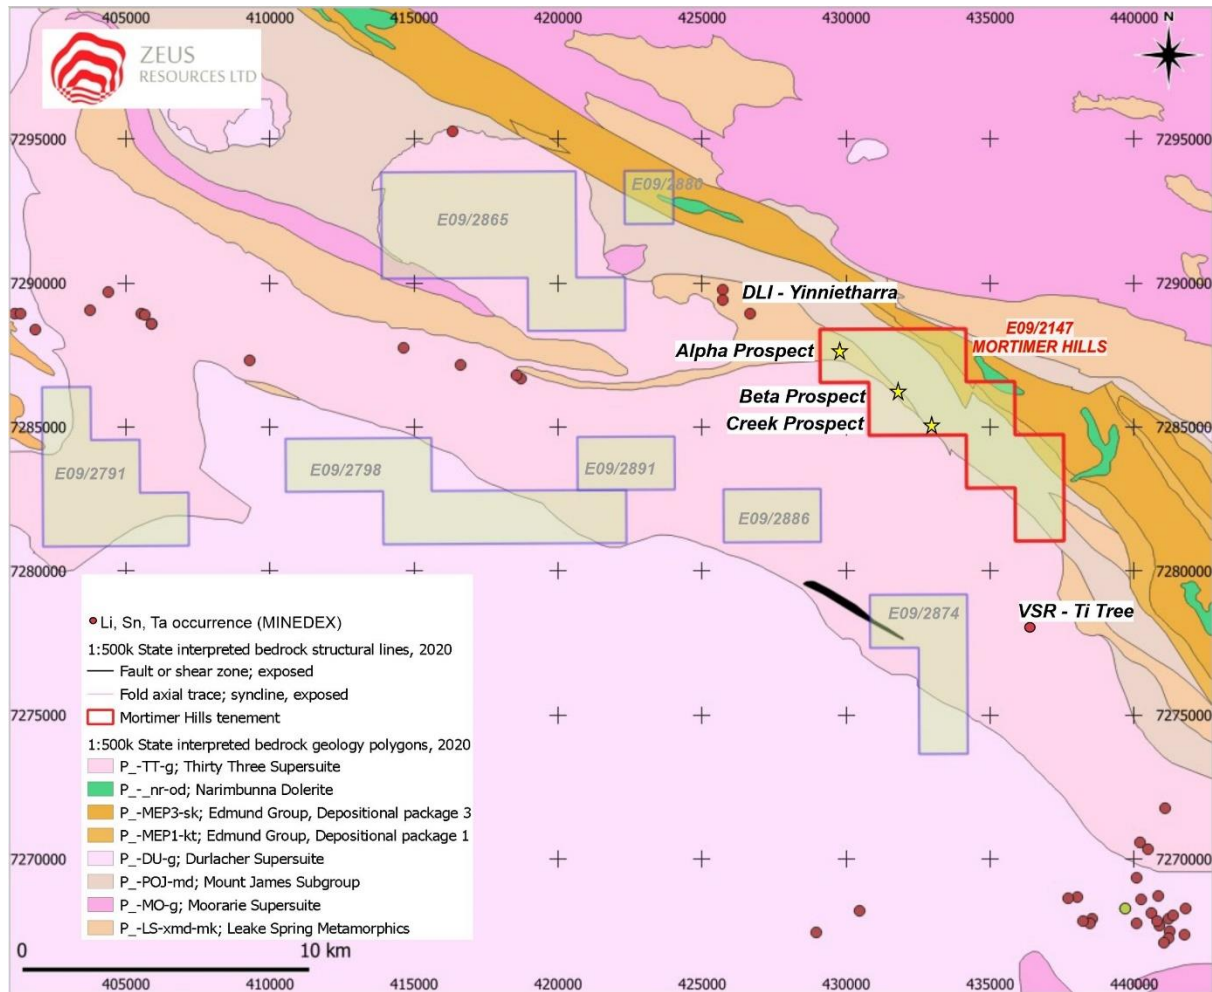 405000 410000 415000 420000 425000 430000 435000 440000
N
ZEUS
RESOURCES LTD
7295000 7295000
E09/2880
E09/2865
7290000 7290000
DLI - Yinnietharra
E09/2147
MORTIMER HILLS
Alpha Prospect
Beta Prospect
Creek Prospect
7285000 7285000
E09/2791
E09/2798
E09/2891
E09/2886
7280000 7280000
E09/2874
VSR - Ti Tree
Li, Sn, Ta occurrence (MINEDEX)
1:500k State interpreted bedrock structural lines, 2020
Fault or shear zone; exposed
Fold axial trace; syncline, exposed
Mortimer Hills tenement
7275000 7275000
1:500k State interpreted bedrock geology polygons, 2020
P_-TT-g; Thirty Three Supersuite
P_-_nr-od; Narimbunna Dolerite
P_-MEP3-sk; Edmund Group, Depositional package 3
P_-MEP1-kt; Edmund Group, Depositional package 1
P_-DU-g; Durlacher Supersuite
P_-POJ-md; Mount James Subgroup
P_-MO-g; Moorarie Supersuite
P_-LS-xmd-mk; Leake Spring Metamorphics
7270000 7270000
0 10 km
405000 410000 415000 420000 425000 430000 435000 440000